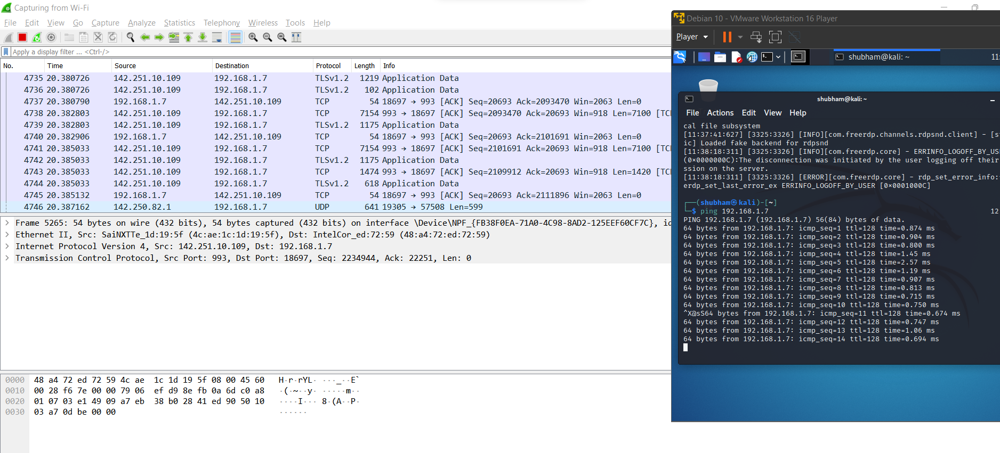 Capturing from Wi-Fi
File Edit View Go Capture Analyze Statistics Telephony Wireless Tools Help
Apply a display filter ... <Ctrl-/>
No. Time Source Destination Protocol Length Info
4735 20.380726 142.251.10.109 192.168.1.7 TLSv1.2 1219 Application Data
4736 20.380726 142.251.10.109 192.168.1.7 TLSv1.2 102 Application Data
4737 20.380790 192.168.1.7 142.251.10.109 TCP 54 18697 → 993 [ACK] Seq=20693 Ack=2093470 Win=2063 Len=0
4738 20.382803 142.251.10.109 192.168.1.7 TCP 7154 993 → 18697 [ACK] Seq=2093470 Ack=20693 Win=918 Len=7100 [TC
4739 20.382803 142.251.10.109 192.168.1.7 TLSv1.2 1175 Application Data
4740 20.382906 192.168.1.7 142.251.10.109 TCP 54 18697 → 993 [ACK] Seq=20693 Ack=2101691 Win=2063 Len=0
4741 20.385033 142.251.10.109 192.168.1.7 TCP 7154 993 → 18697 [ACK] Seq=2101691 Ack=20693 Win=918 Len=7100 [TC
4742 20.385033 142.251.10.109 192.168.1.7 TLSv1.2 1175 Application Data
4743 20.385033 142.251.10.109 192.168.1.7 TCP 1474 993 → 18697 [ACK] Seq=2109912 Ack=20693 Win=918 Len=1420 [TC
4744 20.385033 142.251.10.109 192.168.1.7 TLSv1.2 618 Application Data
4745 20.385132 192.168.1.7 142.251.10.109 TCP 54 18697 → 993 [ACK] Seq=20693 Ack=2111896 Win=2063 Len=0
4746 20.387162 142.250.82.1 192.168.1.7 UDP 641 19305 → 57508 Len=599
Frame 5265: 54 bytes on wire (432 bits), 54 bytes captured (432 bits) on interface \Device\NPF_{FB38F0EA-71A0-4C98-8AD2-125EEF60CF7C}, id
Ethernet II, Src: SaiNXTTe_1d:19:5f (4c:ae:1c:1d:19:5f), Dst: IntelCor_ed:72:59 (48:a4:72:ed:72:59)
Internet Protocol Version 4, Src: 142.251.10.109, Dst: 192.168.1.7
Transmission Control Protocol, Src Port: 993, Dst Port: 18697, Seq: 2234944, Ack: 22251, Len: 0
0000 48 a4 72 ed 72 59 4c ae 1c 1d 19 5f 08 00 45 60 H·r·rYL· ···_··E`
0010 00 28 f6 7e 00 00 79 06 ef d9 8e fb 0a 6d c0 a8 ·(·~··y· ·····m··
0020 01 07 03 e1 49 09 a7 eb 38 b0 28 41 ed 90 50 10 ····I··· 8·(A··P·
0030 03 a7 0d be 00 00 ······
Debian 10 - VMware Workstation 16 Player
Player
shubham@kali: ~
11:
shubham@kali: ~
File Actions Edit View Help
cal file subsystem
[11:37:41:627] [3325:3326] [INFO][com.freerdp.channels.rdpsnd.client] - [s
ic] Loaded fake backend for rdpsnd
[11:38:18:311] [3325:3326] [INFO][com.freerdp.core] - ERRINFO_LOGOFF_BY_USE
(0×0000000C):The disconnection was initiated by the user logging off their
ssion on the server.
[11:38:18:311] [3325:3326] [ERROR][com.freerdp.core] - rdp_set_error_info:
erdp_set_last_error_ex ERRINFO_LOGOFF_BY_USER [0×0001000C]
┌──(shubham㉿kali)-[~]
└─$ ping 192.168.1.7 12
PING 192.168.1.7 (192.168.1.7) 56(84) bytes of data.
64 bytes from 192.168.1.7: icmp_seq=1 ttl=128 time=0.874 ms
64 bytes from 192.168.1.7: icmp_seq=2 ttl=128 time=0.904 ms
64 bytes from 192.168.1.7: icmp_seq=3 ttl=128 time=0.800 ms
64 bytes from 192.168.1.7: icmp_seq=4 ttl=128 time=1.45 ms
64 bytes from 192.168.1.7: icmp_seq=5 ttl=128 time=2.57 ms
64 bytes from 192.168.1.7: icmp_seq=6 ttl=128 time=1.19 ms
64 bytes from 192.168.1.7: icmp_seq=7 ttl=128 time=0.907 ms
64 bytes from 192.168.1.7: icmp_seq=8 ttl=128 time=0.813 ms
64 bytes from 192.168.1.7: icmp_seq=9 ttl=128 time=0.715 ms
64 bytes from 192.168.1.7: icmp_seq=10 ttl=128 time=0.750 ms
^X@sS64 bytes from 192.168.1.7: icmp_seq=11 ttl=128 time=0.674 ms
64 bytes from 192.168.1.7: icmp_seq=12 ttl=128 time=0.747 ms
64 bytes from 192.168.1.7: icmp_seq=13 ttl=128 time=1.06 ms
64 bytes from 192.168.1.7: icmp_seq=14 ttl=128 time=0.694 ms